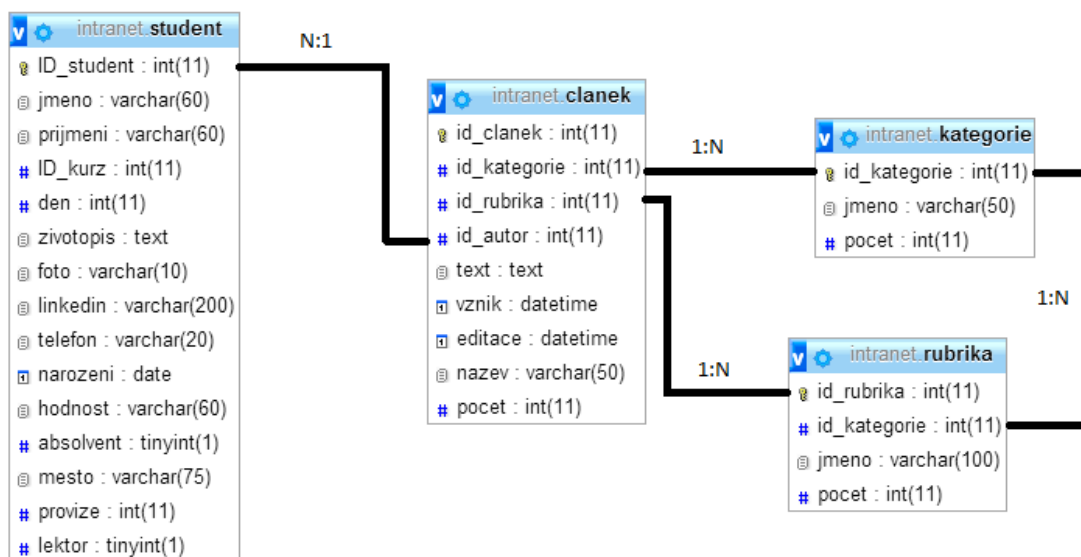 intranet.student
ID_student : int(11)
jmeno : varchar(60)
prijmeni : varchar(60)
ID_kurz : int(11)
den : int(11)
zivotopis : text
foto : varchar(10)
linkedin : varchar(200)
telefon : varchar(20)
narozeni : date
hodnost : varchar(60)
absolvent : tinyint(1)
mesto : varchar(75)
provize : int(11)
lektor : tinyint(1)
N:1
intranet.clanek
id_clanek : int(11)
id_kategorie : int(11)
id_rubrika : int(11)
id_autor : int(11)
text : text
vznik : datetime
editace : datetime
nazev : varchar(50)
pocet : int(11)
1:N
1:N
intranet.kategorie
id_kategorie : int(11)
jmeno : varchar(50)
pocet : int(11)
1:N
intranet.rubrika
id_rubrika : int(11)
id_kategorie : int(11)
jmeno : varchar(100)
pocet : int(11)